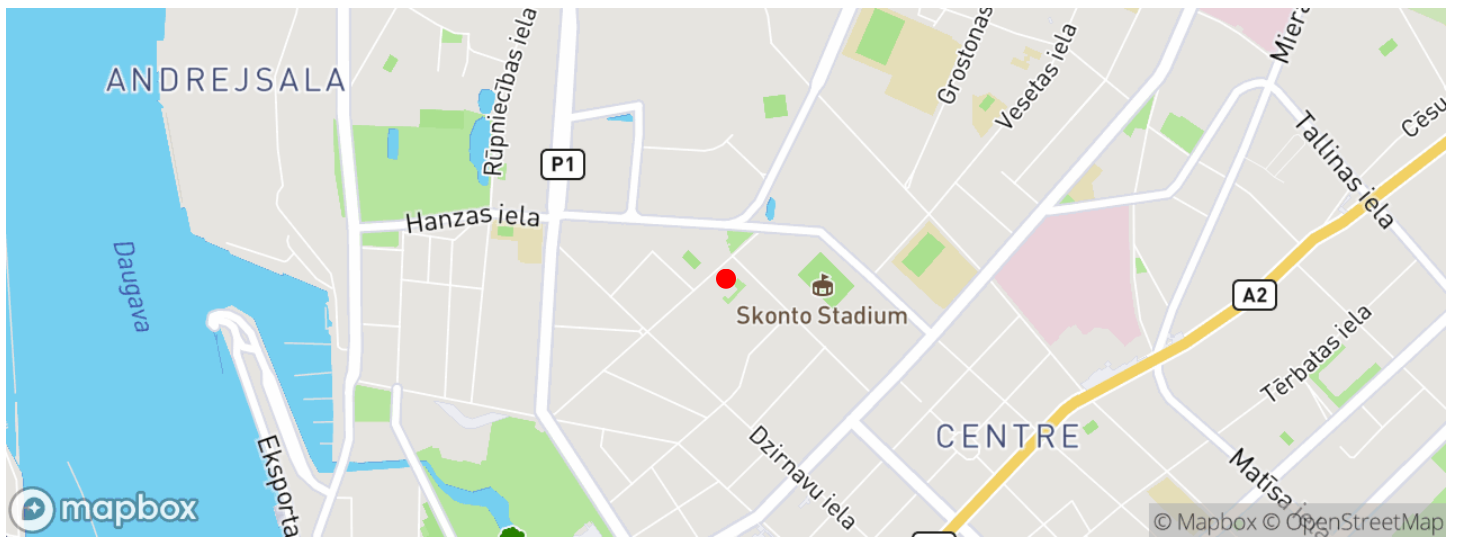 ANDREJSALA
Rūpniecības iela
Grostonas
Vesetas iela
Miera
Cēsu
Tallinas iela
P1
Hanzas iela
Daugava
A2
Skonto Stadium
Tērbatas iela
CENTRE
Dzirnavu iela
Matīsa iela
Eksporta
mapbox
© Mapbox © OpenStreetMap